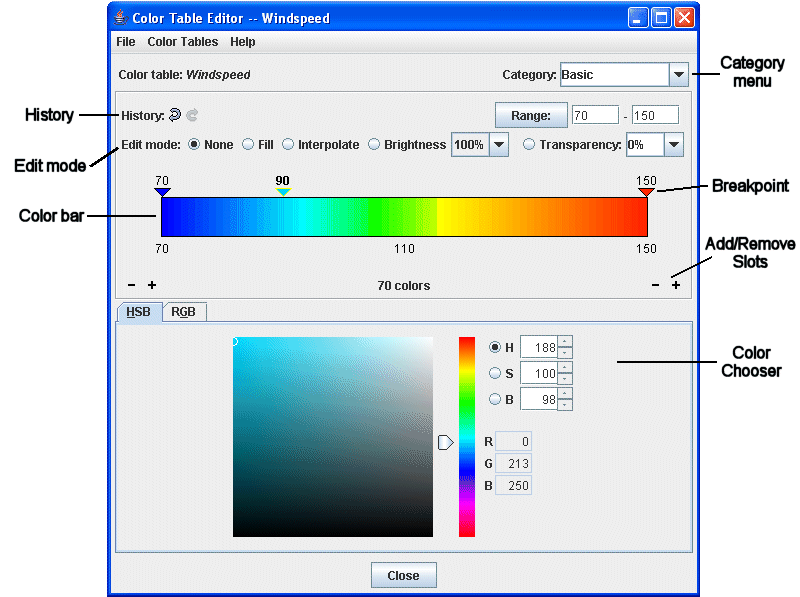 Color Table Editor -- Windspeed
File Color Tables Help
Color table: Windspeed Category: Basic
Category menu
History
History: Range: 70 - 150
Edit mode
Edit mode: None Fill Interpolate Brightness 100% Transparency: 0%
70 90 150
Breakpoint
Color bar
70 110 150
Add/Remove Slots
- + 70 colors - +
HSB RGB
H 188
S 100
B 98
Color Chooser
R 0
G 213
B 250
Close